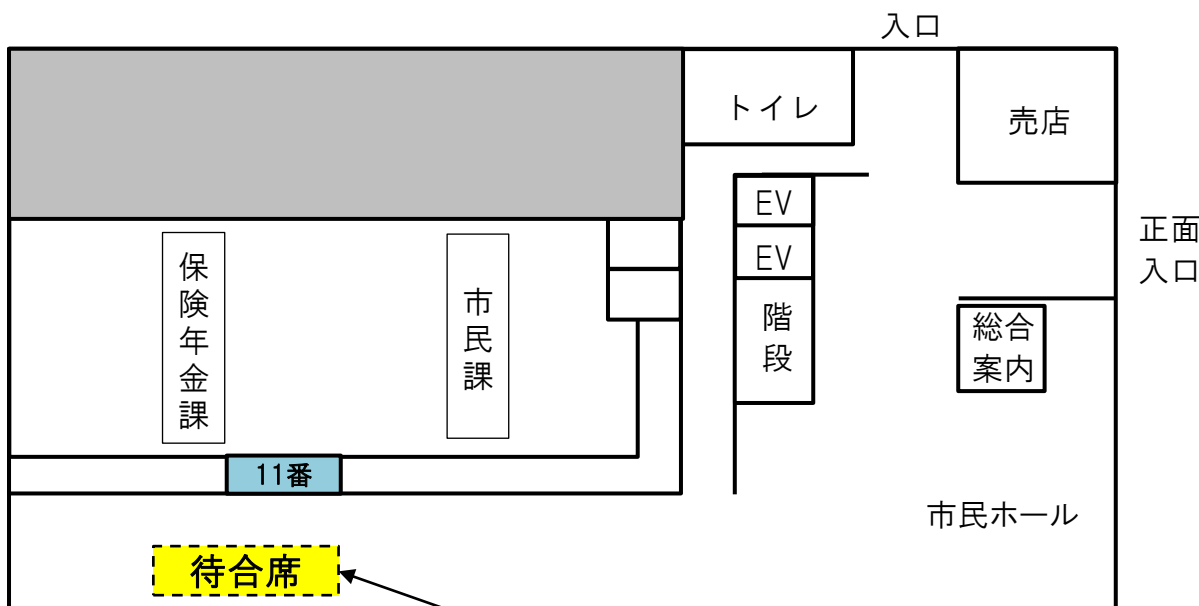 入口
トイレ
売店
EV
EV
階段
正面
入口
総合
案内
保険年金課
市民課
11番
市民ホール
待合席